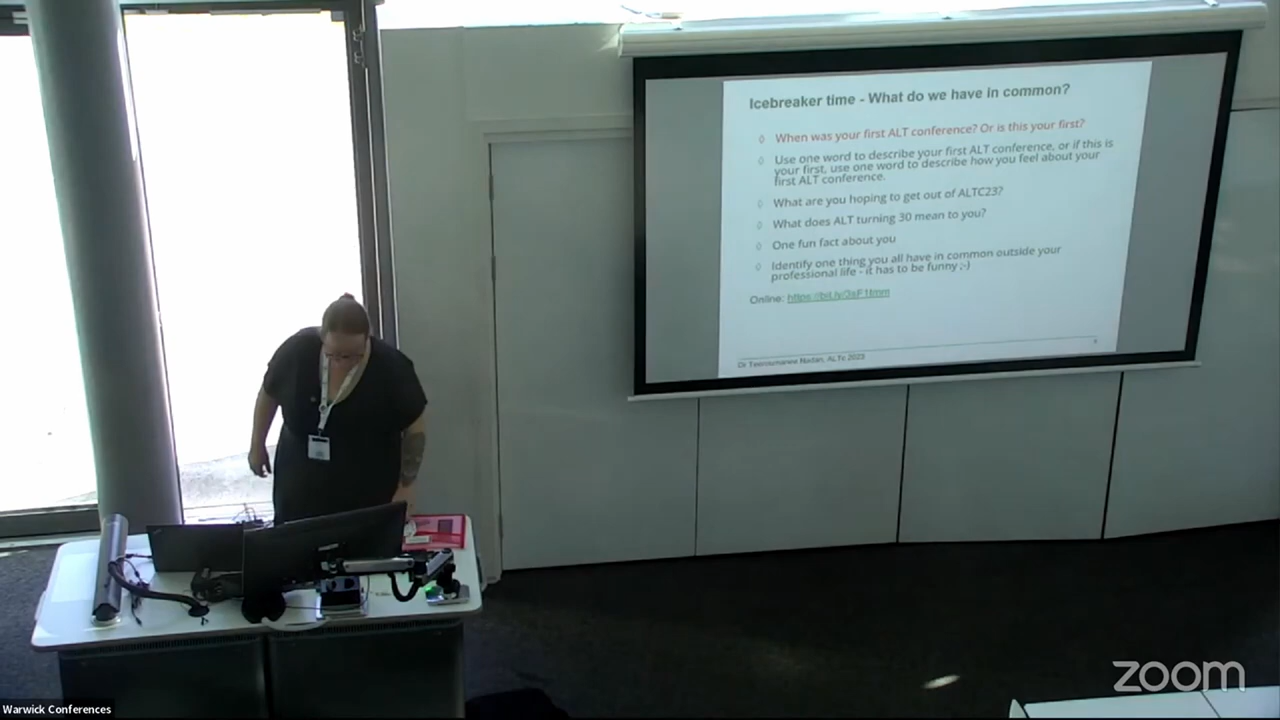 Icebreaker time - What do we have in common?
When was your first ALT conference? Or is this your first?
Use one word to describe your first ALT conference, or if this is
your first, use one word to describe how you feel about your
first ALT conference.
What are you hoping to get out of ALTC23?
What does ALT turning 30 mean to you?
One fun fact about you
Identify one thing you all have in common outside your
professional life - it has to be funny ;-)
Online:
Dr Teeroumanee Nadan, ALTc 2023
zoom
Warwick Conferences